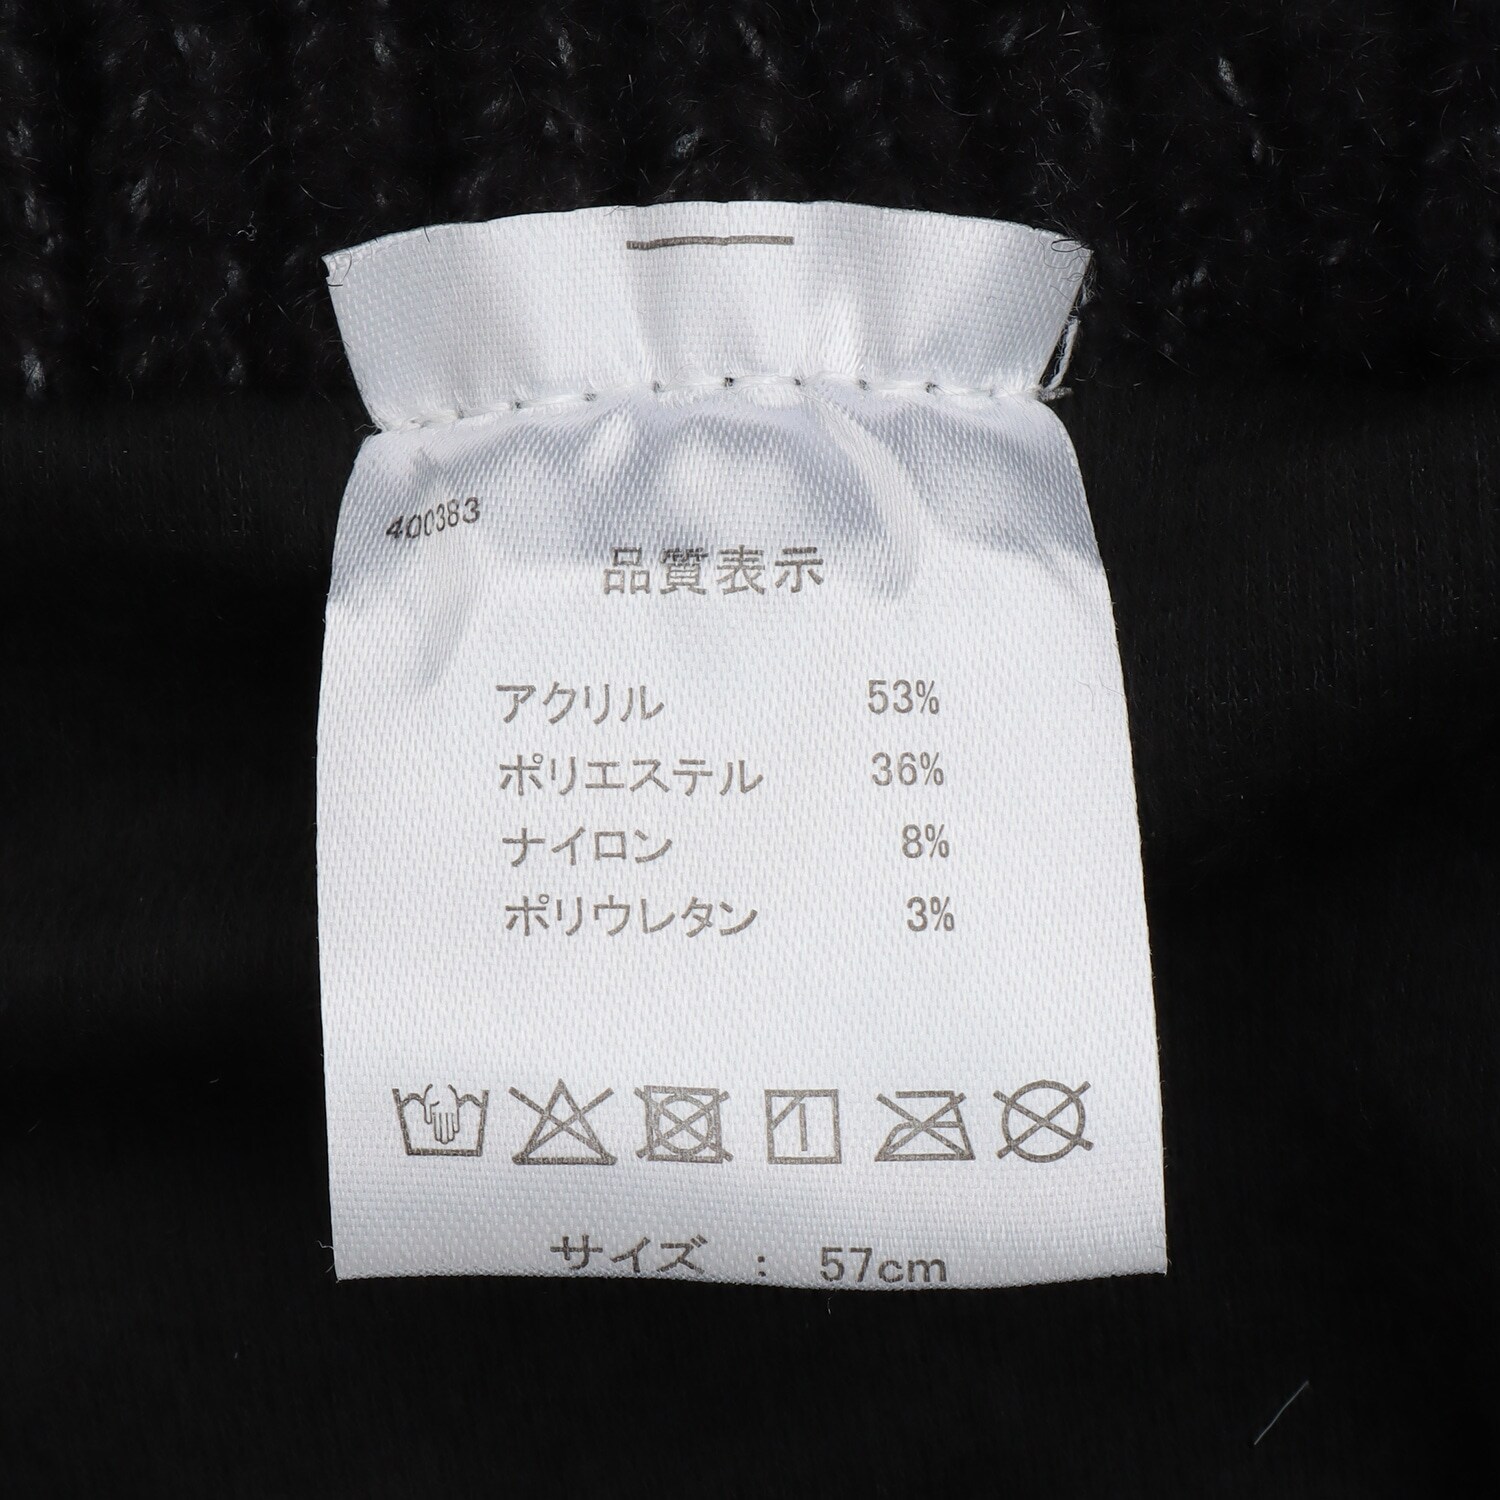 400383
品質表示
アクリル 53%
ポリエステル 36%
ナイロン 8%
ポリウレタン 3%
サイズ : 57cm